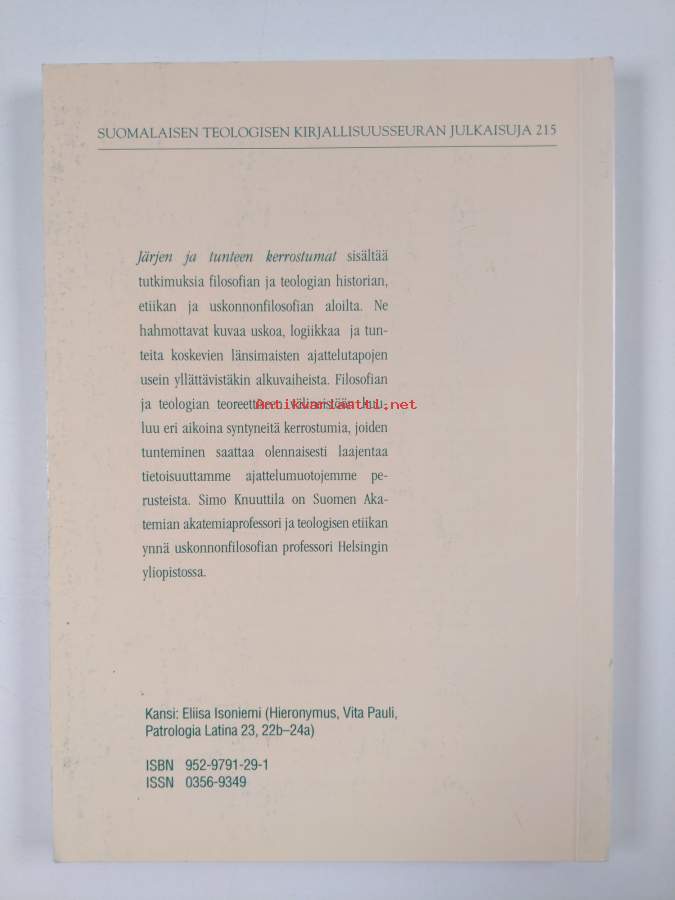 SUOMALAISEN TEOLOGISEN KIRJALLISUUSSEURAN JULKAISUJA 215
Järjen ja tunteen kerrostumat sisältää
tutkimuksia filosofian ja teologian historian,
etiikan ja uskonnonfilosofian aloilta. Ne
hahmottavat kuvaa uskoa, logiikkaa ja tun-
teita koskevien länsimaisten ajattelutapojen
usein yllättävistäkin alkuvaiheista. Filosofian
ja teologian teoreettiseen välineistöön kuu-
Antikvariaatti.net
luu eri aikoina syntyneitä kerrostumia, joiden
tunteminen saattaa olennaisesti laajentaa
tietoisuuttamme ajattelumuotojemme pe-
rusteista. Simo Knuuttila on Suomen Aka-
temian akatemiaprofessori ja teologisen etiikan
ynnä uskonnonfilosofian professori Helsingin
yliopistossa.
Kansi: Eliisa Isoniemi (Hieronymus, Vita Pauli,
Patrologia Latina 23, 22b–24a)
ISBN 952-9791-29-1
ISSN 0356-9349